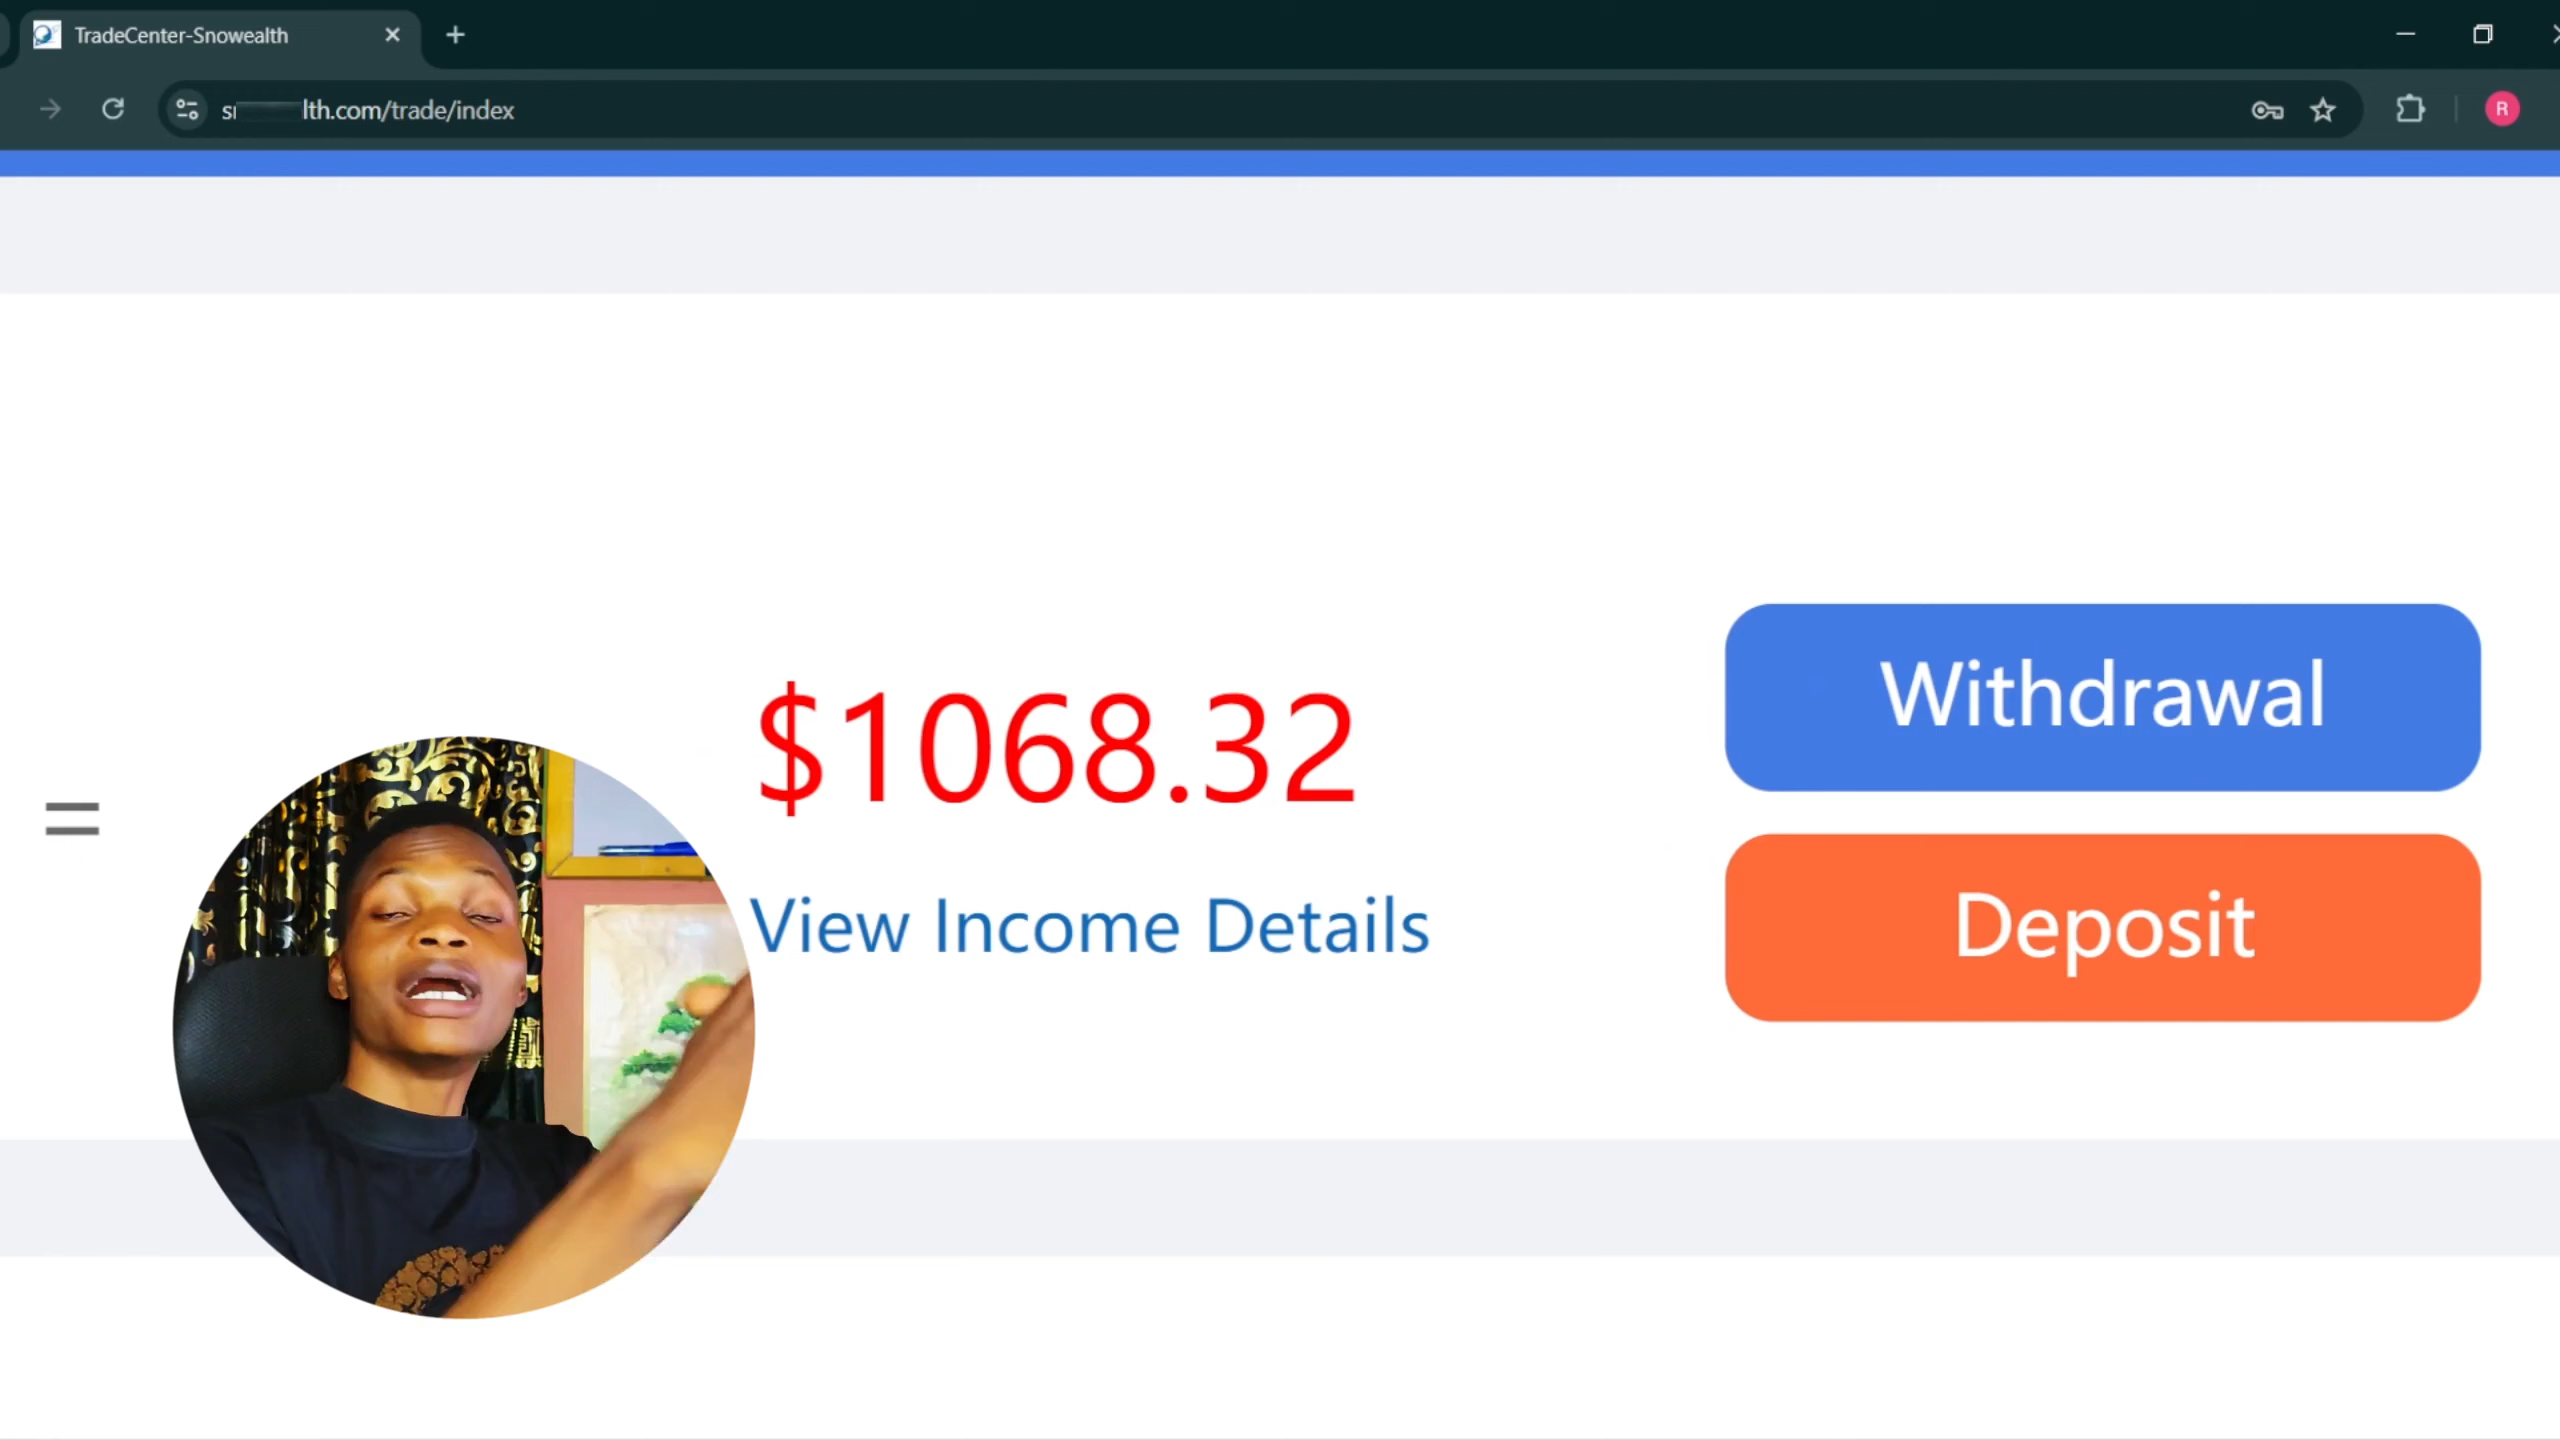 TradeCenter-Snowealth
lth.com/trade/index
R
$1068.32
View Income Details
Withdrawal
Deposit